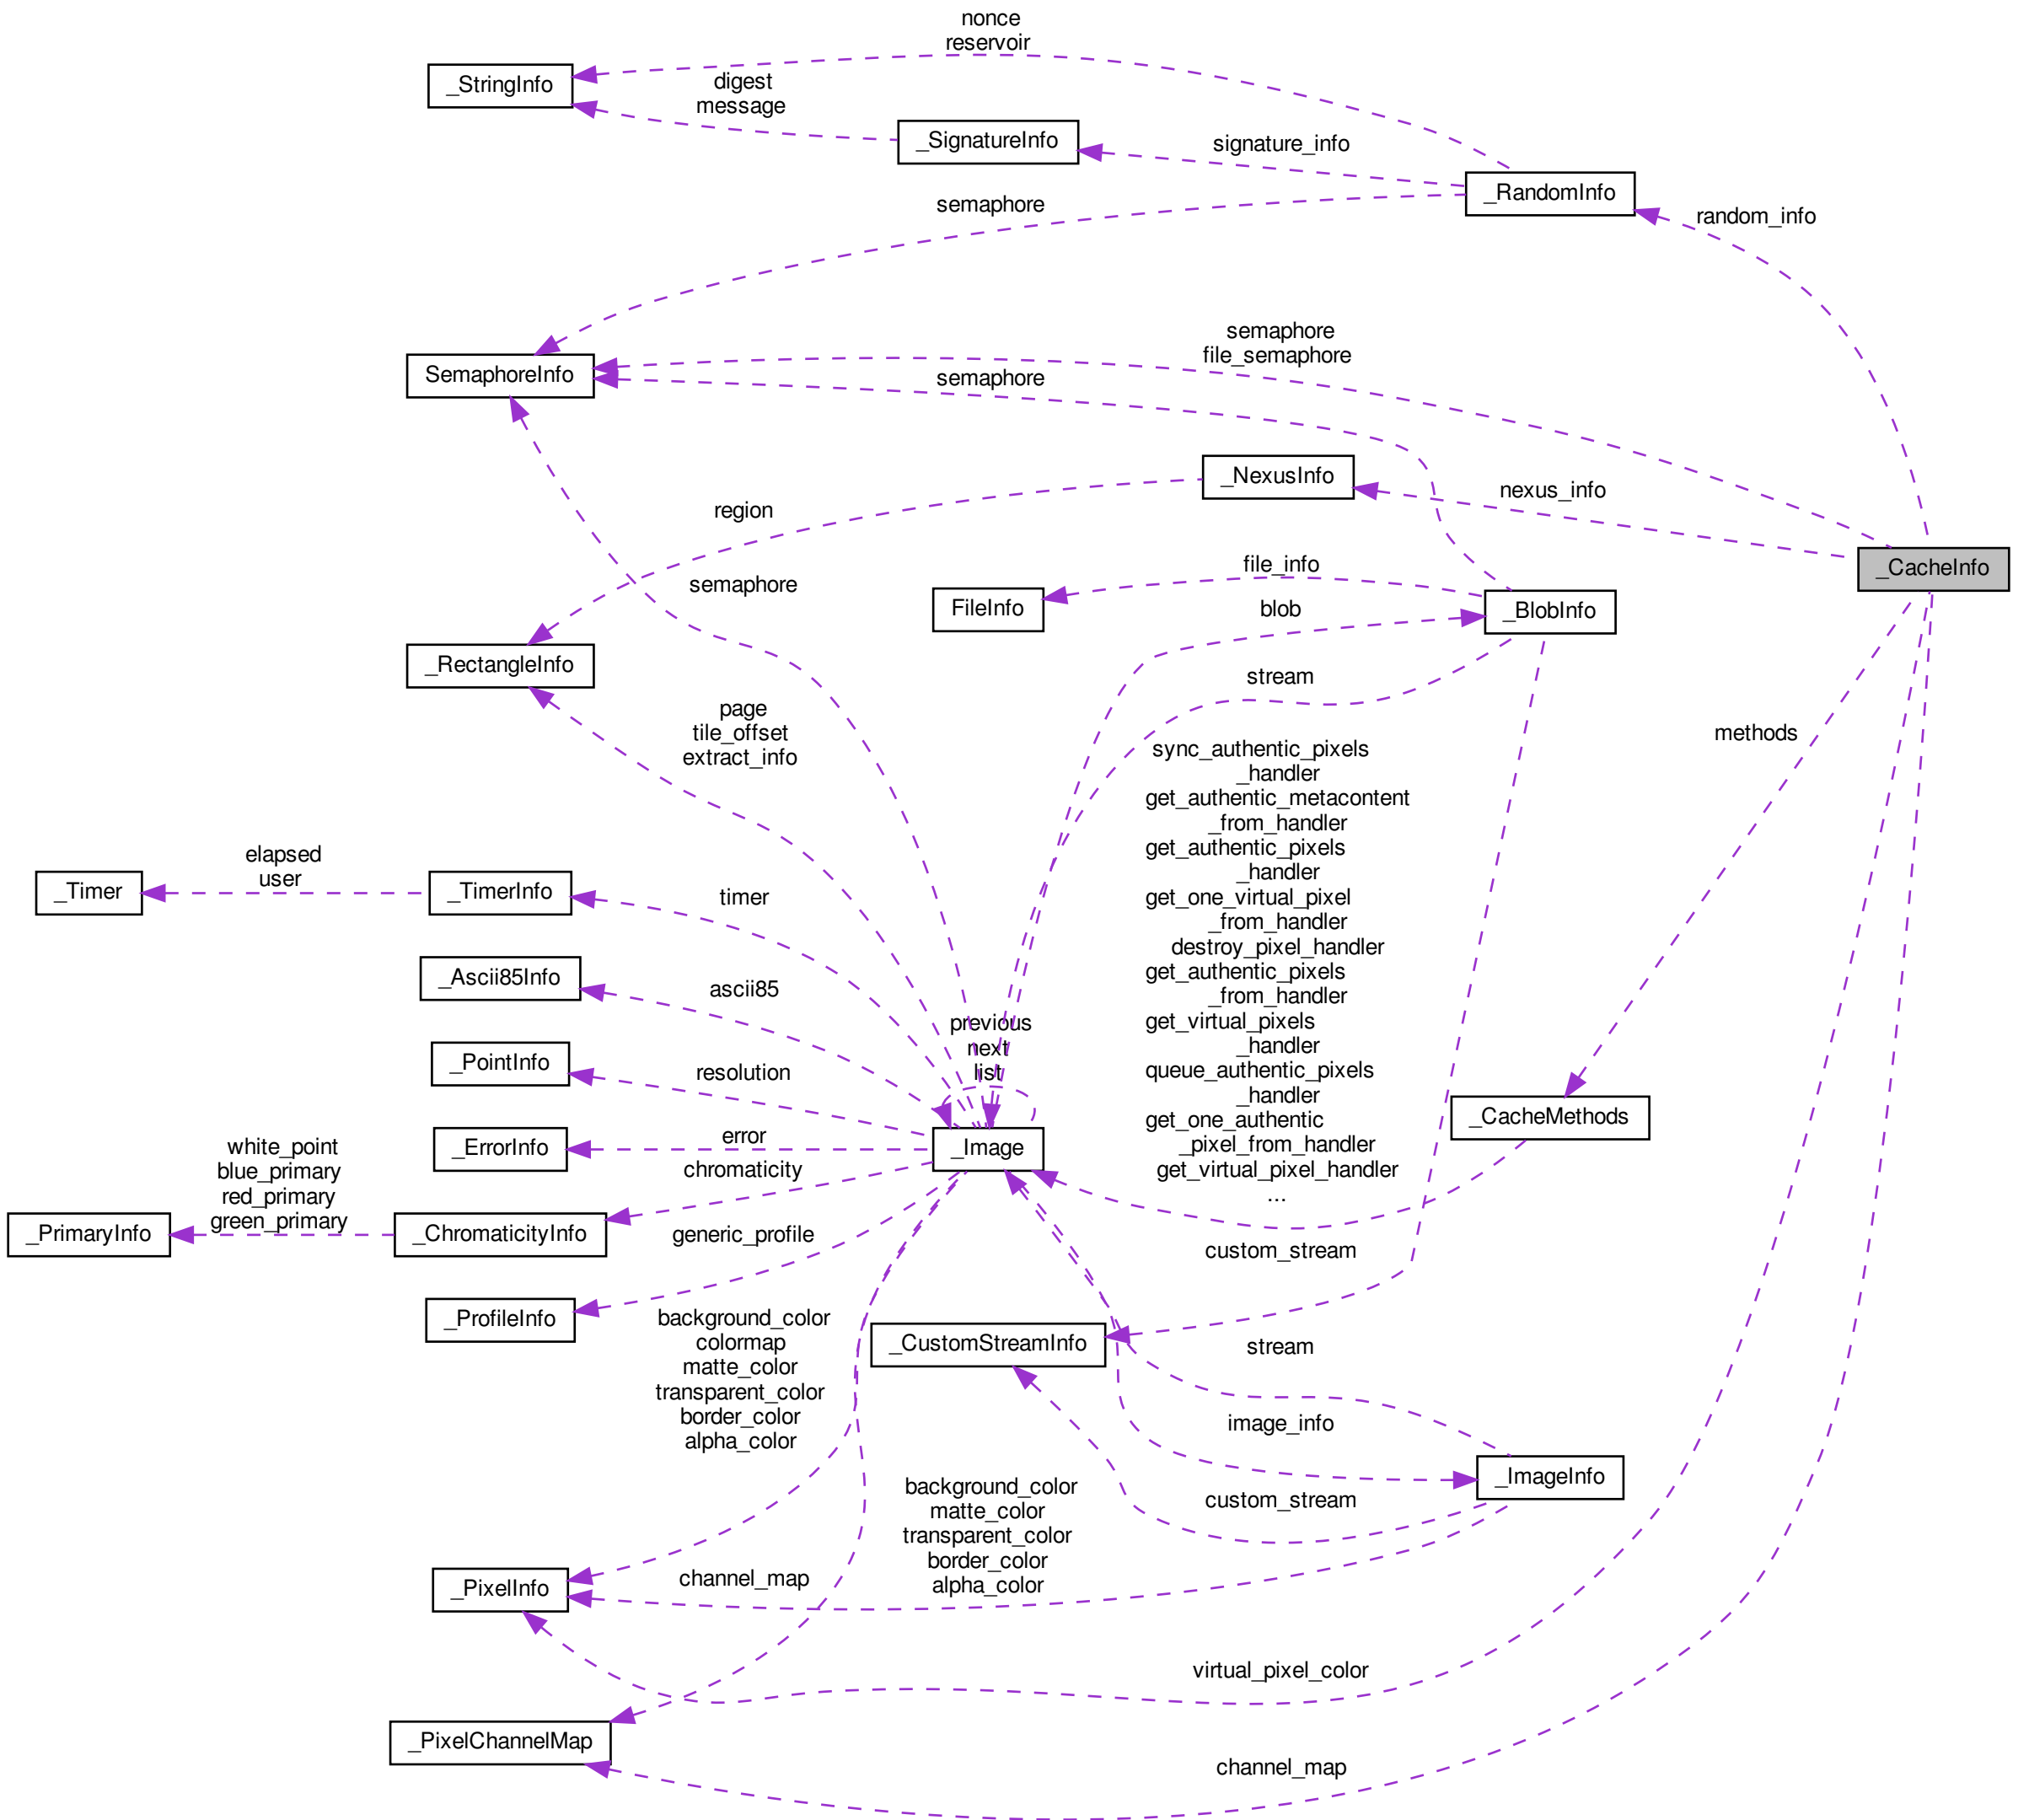 nonce
reservoir
_StringInfo
digest
message
_SignatureInfo
signature_info
_RandomInfo
semaphore
random_info
semaphore
file_semaphore
SemaphoreInfo
semaphore
_NexusInfo
nexus_info
region
_CacheInfo
semaphore
file_info
FileInfo
blob
_BlobInfo
_RectangleInfo
stream
page
tile_offset
extract_info
methods
sync_authentic_pixels
_handler
get_authentic_metacontent
_from_handler
get_authentic_pixels
_handler
get_one_virtual_pixel
_from_handler
destroy_pixel_handler
get_authentic_pixels
_from_handler
get_virtual_pixels
_handler
queue_authentic_pixels
_handler
get_one_authentic
_pixel_from_handler
get_virtual_pixel_handler
...
elapsed
user
_Timer
_TimerInfo
timer
_Ascii85Info
ascii85
previous
next
list
_PointInfo
resolution
_CacheMethods
_ErrorInfo
error
_Image
chromaticity
white_point
blue_primary
red_primary
green_primary
_PrimaryInfo
_ChromaticityInfo
generic_profile
custom_stream
_ProfileInfo
background_color
colormap
matte_color
transparent_color
border_color
alpha_color
_CustomStreamInfo
stream
image_info
_ImageInfo
background_color
matte_color
transparent_color
border_color
alpha_color
custom_stream
_PixelInfo
channel_map
virtual_pixel_color
_PixelChannelMap
channel_map